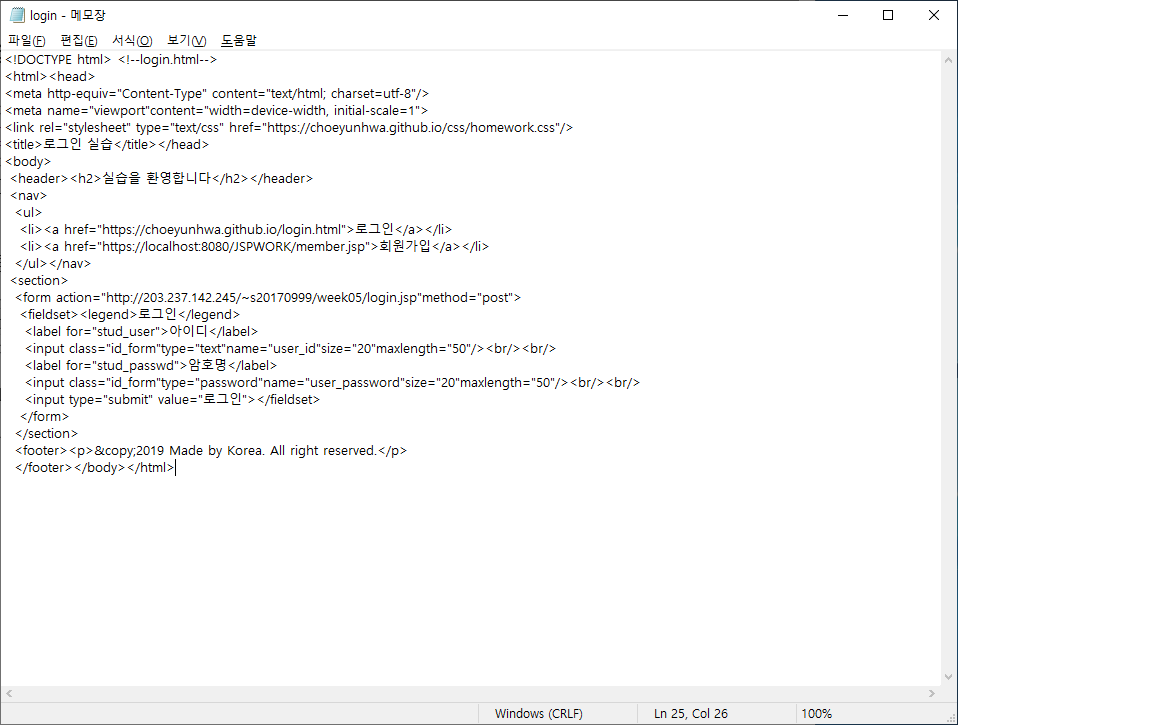 login - 메모장
파일(F) 편집(E) 서식(O) 보기(V) 도움말
<!DOCTYPE html> <!--login.html-->
<html><head>
<meta http-equiv="Content-Type" content="text/html; charset=utf-8"/>
<meta name="viewport"content="width=device-width, initial-scale=1">
<link rel="stylesheet" type="text/css" href="https://choeyunhwa.github.io/css/homework.css"/>
<title>로그인 실습</title></head>
<body>
<header><h2>실습을 환영합니다</h2></header>
<nav>
<ul>
<li><a href="https://choeyunhwa.github.io/login.html">로그인</a></li>
<li><a href="https://localhost:8080/JSPWORK/member.jsp">회원가입</a></li>
</ul></nav>
<section>
<form action="http://203.237.142.245/~s20170999/week05/login.jsp"method="post">
<fieldset><legend>로그인</legend>
<label for="stud_user">아이디</label>
<input class="id_form"type="text"name="user_id"size="20"maxlength="50"/><br/><br/>
<label for="stud_passwd">암호명</label>
<input class="id_form"type="password"name="user_password"size="20"maxlength="50"/><br/><br/>
<input type="submit" value="로그인"></fieldset>
</form>
</section>
<footer><p>&copy;2019 Made by Korea. All right reserved.</p>
</footer></body></html>
Windows (CRLF) Ln 25, Col 26 100%